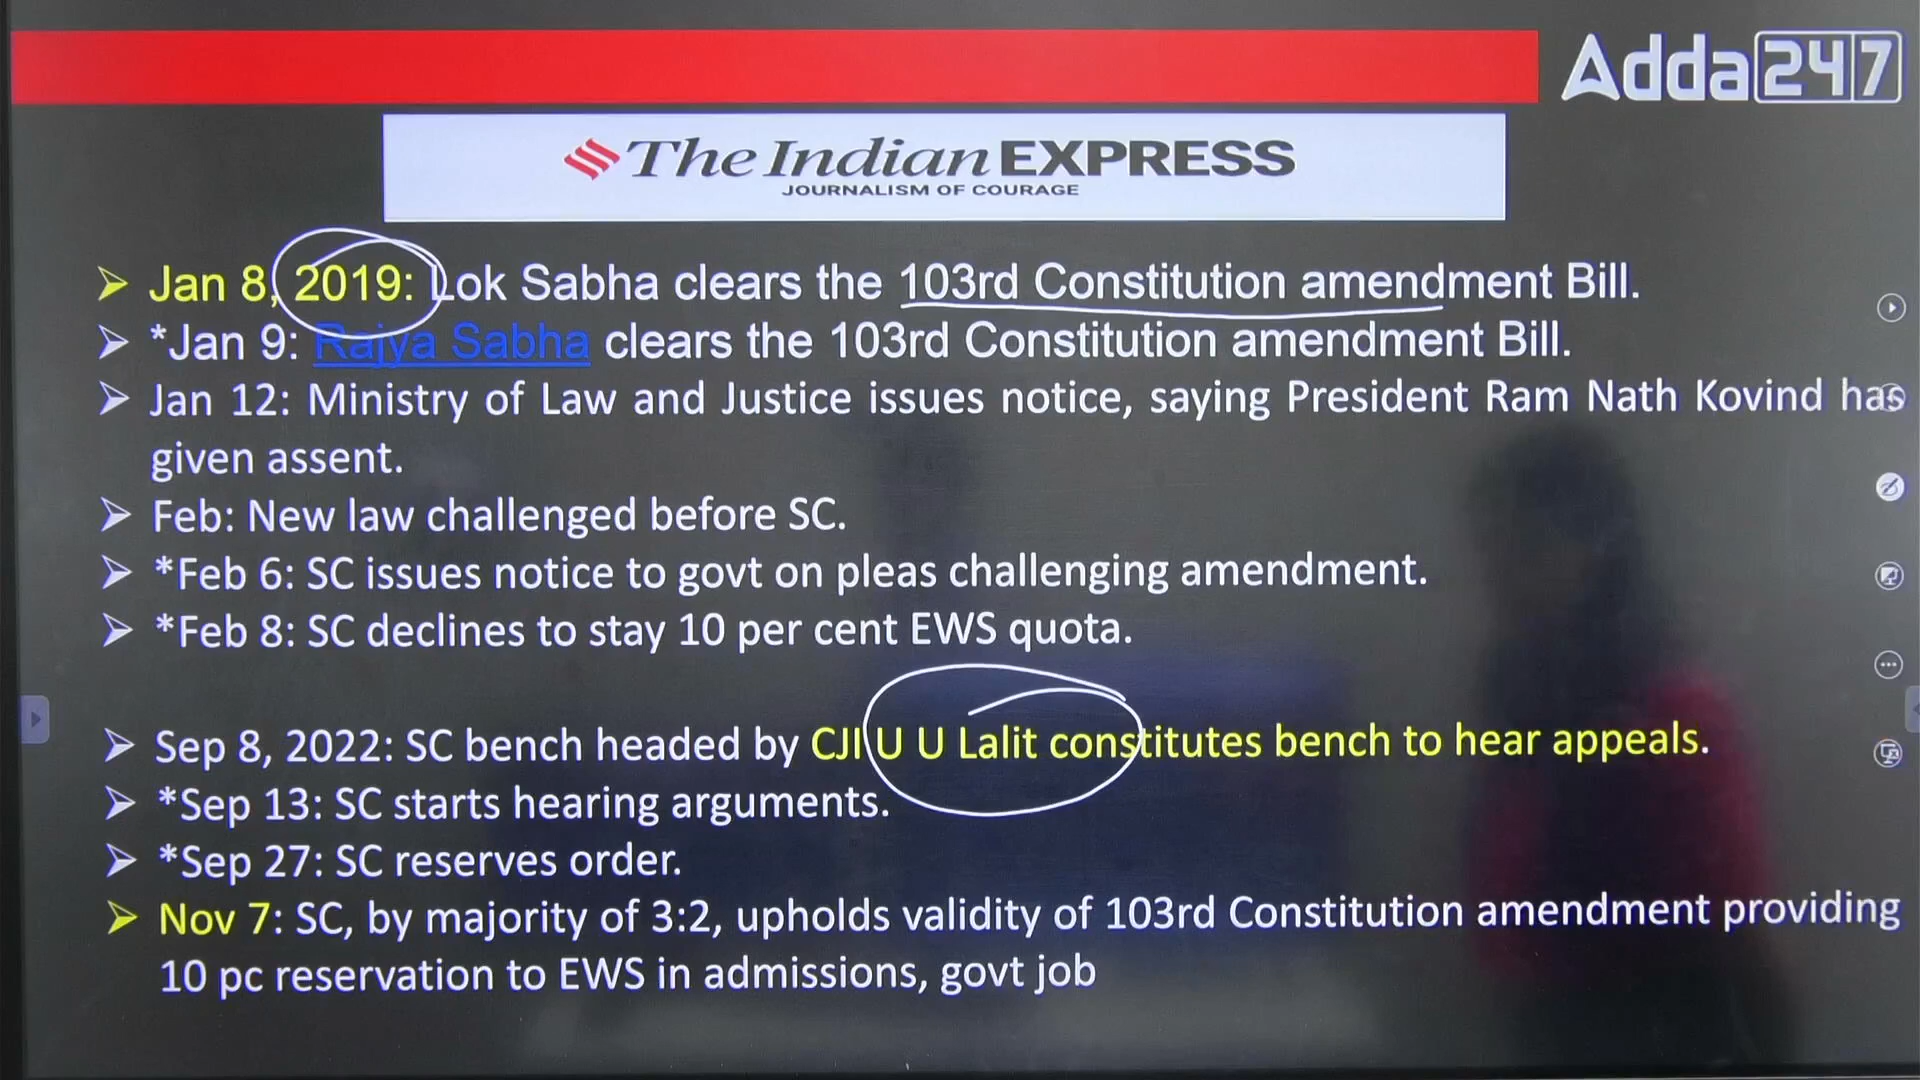 Adda247
The Indian EXPRESS
JOURNALISM OF COURAGE
➢ Jan 8, 2019: Lok Sabha clears the 103rd Constitution amendment Bill.
➢ *Jan 9: Rajya Sabha clears the 103rd Constitution amendment Bill.
➢ Jan 12: Ministry of Law and Justice issues notice, saying President Ram Nath Kovind has
given assent.
➢ Feb: New law challenged before SC.
➢ *Feb 6: SC issues notice to govt on pleas challenging amendment.
➢ *Feb 8: SC declines to stay 10 per cent EWS quota.
➢ Sep 8, 2022: SC bench headed by CJI U U Lalit constitutes bench to hear appeals.
➢ *Sep 13: SC starts hearing arguments.
➢ *Sep 27: SC reserves order.
➢ Nov 7: SC, by majority of 3:2, upholds validity of 103rd Constitution amendment providing
10 pc reservation to EWS in admissions, govt job